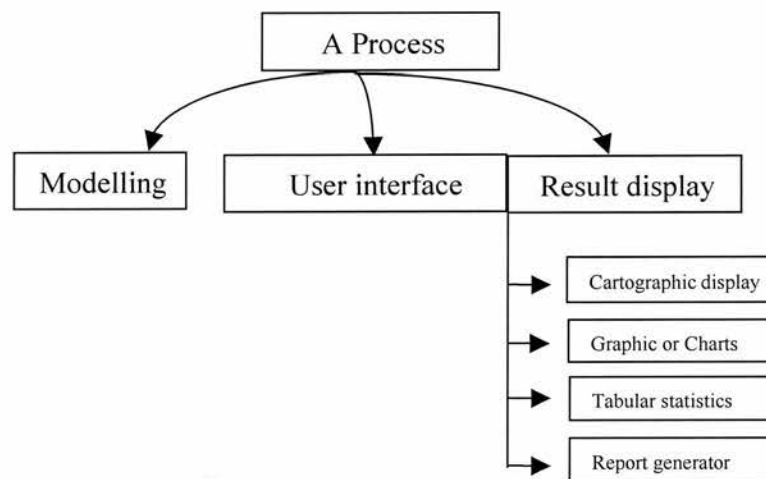 A Process
Modelling
User interface
Result display
Cartographic display
Graphic or Charts
Tabular statistics
Report generator